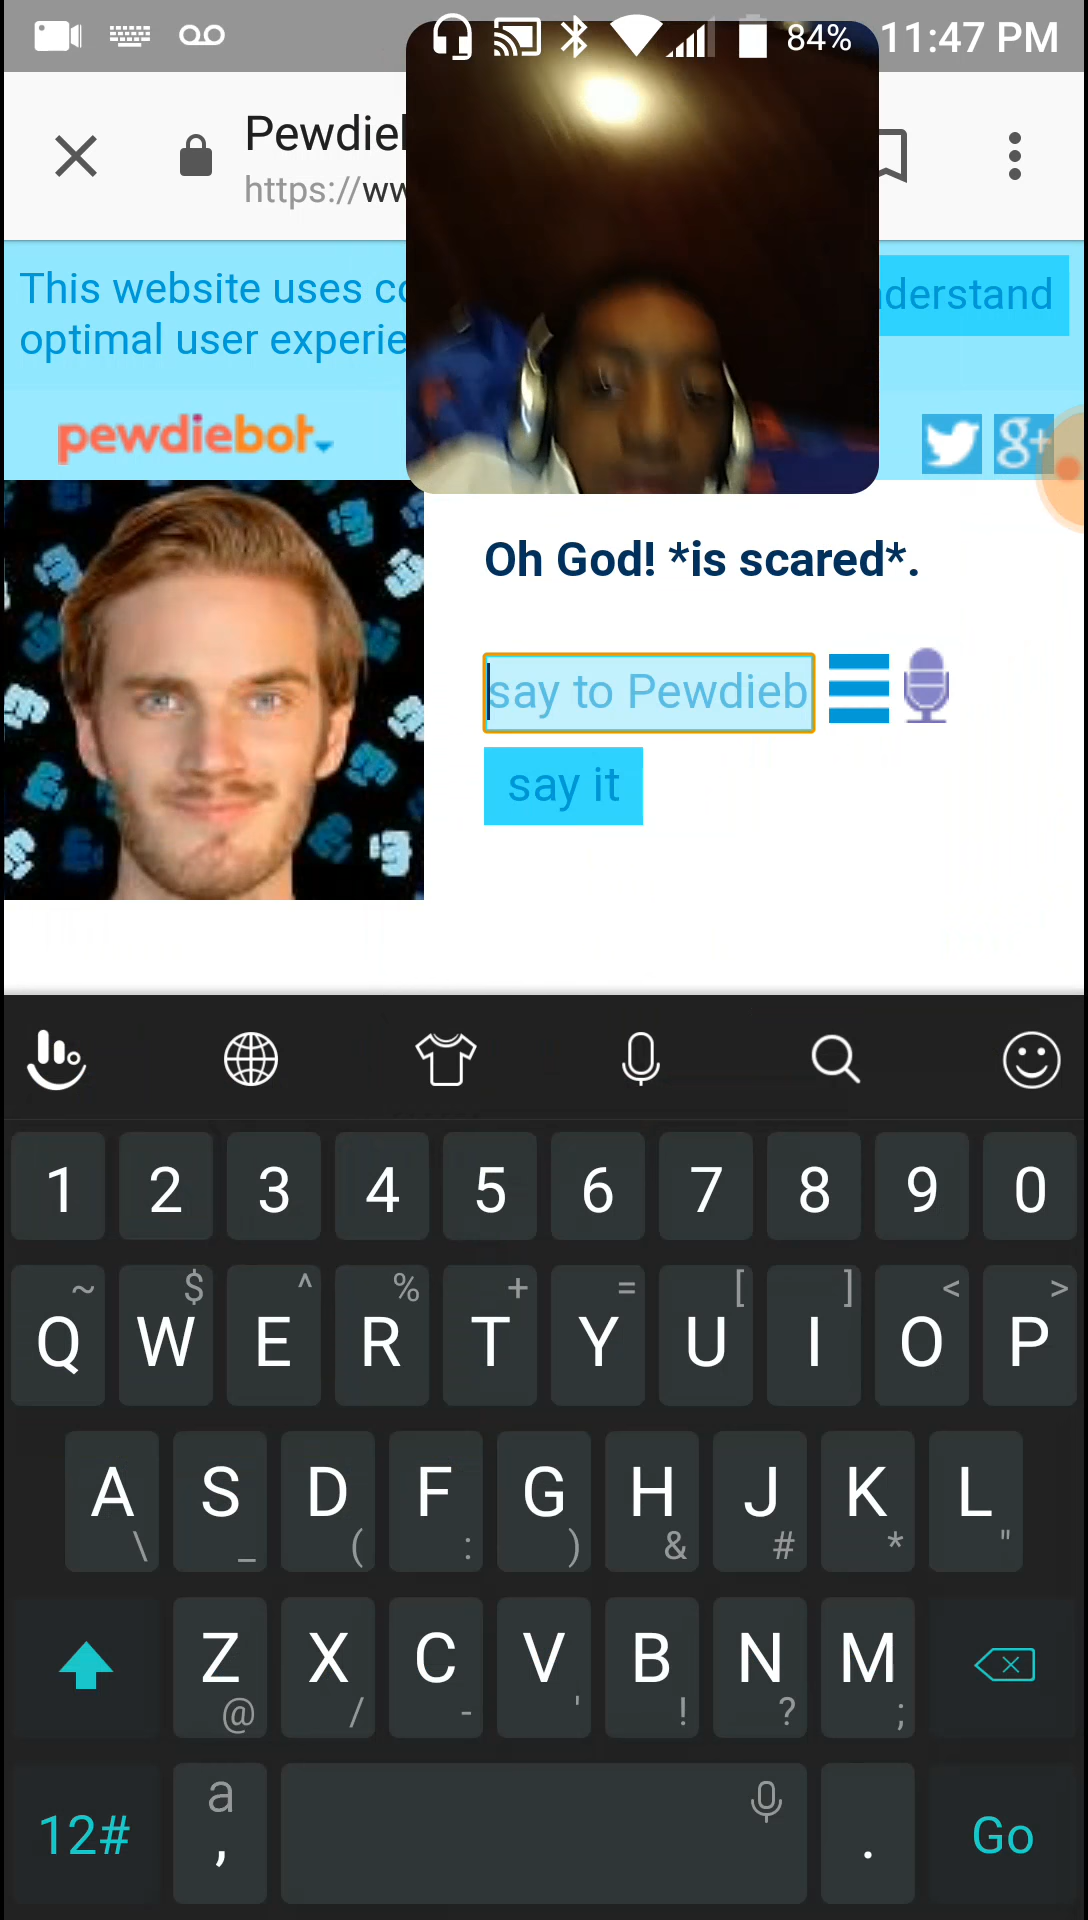 84% 11:47 PM
Pewdie
https://ww
This website uses co
derstand
optimal user experie
pewdiebot
g+
Oh God! *is scared*.
say to Pewdieb
say it
1 2 3 4 5 6 7 8 9 0
~ $ ^ % + = [ ] < >
Q W E R T Y U I O P
A S D F G H J K L
\ _ ( : ) & # * "
Z X C V B N M
@ / - ' ! ? ;
a
12# , . Go